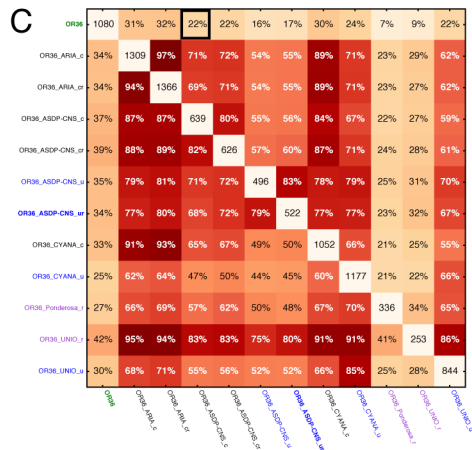 C
OR36 1080 31% 32% 22% 22% 16% 17% 30% 24% 7% 9% 22%
OR36_ARIA_c 34% 1309 97% 71% 72% 54% 55% 89% 71% 23% 29% 62%
OR36_ARIA_cr 34% 94% 1366 69% 71% 54% 55% 89% 71% 23% 28% 62%
OR36_ASDP-CNS_c 37% 87% 87% 639 80% 55% 56% 84% 67% 22% 27% 59%
OR36_ASDP-CNS_cr 39% 88% 89% 82% 626 57% 60% 87% 71% 24% 28% 61%
OR36_ASDP-CNS_u 35% 79% 81% 71% 72% 496 83% 78% 79% 25% 31% 70%
OR36_ASDP-CNS_ur 34% 77% 80% 68% 72% 79% 522 77% 77% 23% 32% 67%
OR36_CYANA_c 33% 91% 93% 65% 67% 49% 50% 1052 66% 21% 25% 55%
OR36_CYANA_u 25% 62% 64% 47% 50% 44% 45% 60% 1177 21% 22% 66%
OR36_Ponderosa_r 27% 66% 69% 57% 62% 50% 48% 67% 70% 336 34% 65%
OR36_UNIO_r 42% 95% 94% 83% 83% 75% 80% 91% 91% 41% 253 86%
OR36_UNIO_u 30% 68% 71% 55% 56% 52% 52% 66% 85% 25% 28% 844
OR36 OR36_ARIA_c OR36_ARIA_cr OR36_ASDP-CNS_c OR36_ASDP-CNS_cr OR36_ASDP-CNS_u OR36_ASDP-CNS_ur OR36_CYANA_c OR36_CYANA_u OR36_Ponderosa_r OR36_UNIO_r OR36_UNIO_u